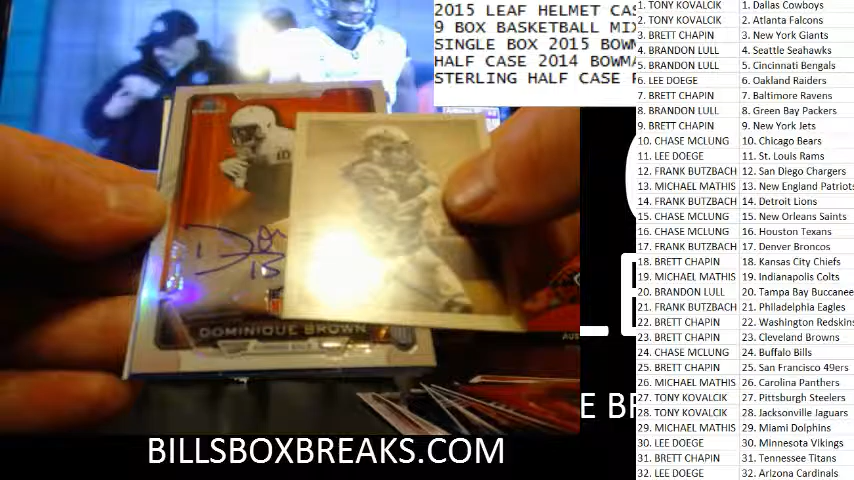 2015 LEAF HELMET CAS
9 BOX BASKETBALL MIX
SINGLE BOX 2015 BOWM
HALF CASE 2014 BOWMA
STERLING HALF CASE
1. TONY KOVALCIK 1. Dallas Cowboys
2. TONY KOVALCIK 2. Atlanta Falcons
3. BRETT CHAPIN 3. New York Giants
4. BRANDON LULL 4. Seattle Seahawks
5. BRANDON LULL 5. Cincinnati Bengals
6. LEE DOEGE 6. Oakland Raiders
7. BRETT CHAPIN 7. Baltimore Ravens
8. BRANDON LULL 8. Green Bay Packers
9. BRETT CHAPIN 9. New York Jets
10. CHASE MCLUNG 10. Chicago Bears
11. LEE DOEGE 11. St. Louis Rams
12. FRANK BUTZBACH 12. San Diego Chargers
13. MICHAEL MATHIS 13. New England Patriots
14. FRANK BUTZBACH 14. Detroit Lions
15. CHASE MCLUNG 15. New Orleans Saints
16. CHASE MCLUNG 16. Houston Texans
17. FRANK BUTZBACH 17. Denver Broncos
18. BRETT CHAPIN 18. Kansas City Chiefs
19. MICHAEL MATHIS 19. Indianapolis Colts
20. BRANDON LULL 20. Tampa Bay Buccanee
21. FRANK BUTZBACH 21. Philadelphia Eagles
22. BRETT CHAPIN 22. Washington Redskins
23. BRETT CHAPIN 23. Cleveland Browns
24. CHASE MCLUNG 24. Buffalo Bills
25. BRETT CHAPIN 25. San Francisco 49ers
26. MICHAEL MATHIS 26. Carolina Panthers
27. TONY KOVALCIK 27. Pittsburgh Steelers
28. TONY KOVALCIK 28. Jacksonville Jaguars
29. MICHAEL MATHIS 29. Miami Dolphins
30. LEE DOEGE 30. Minnesota Vikings
31. BRETT CHAPIN 31. Tennessee Titans
32. LEE DOEGE 32. Arizona Cardinals
10
DOMINIQUE BROWN
E BR
BILLSBOXBREAKS.COM